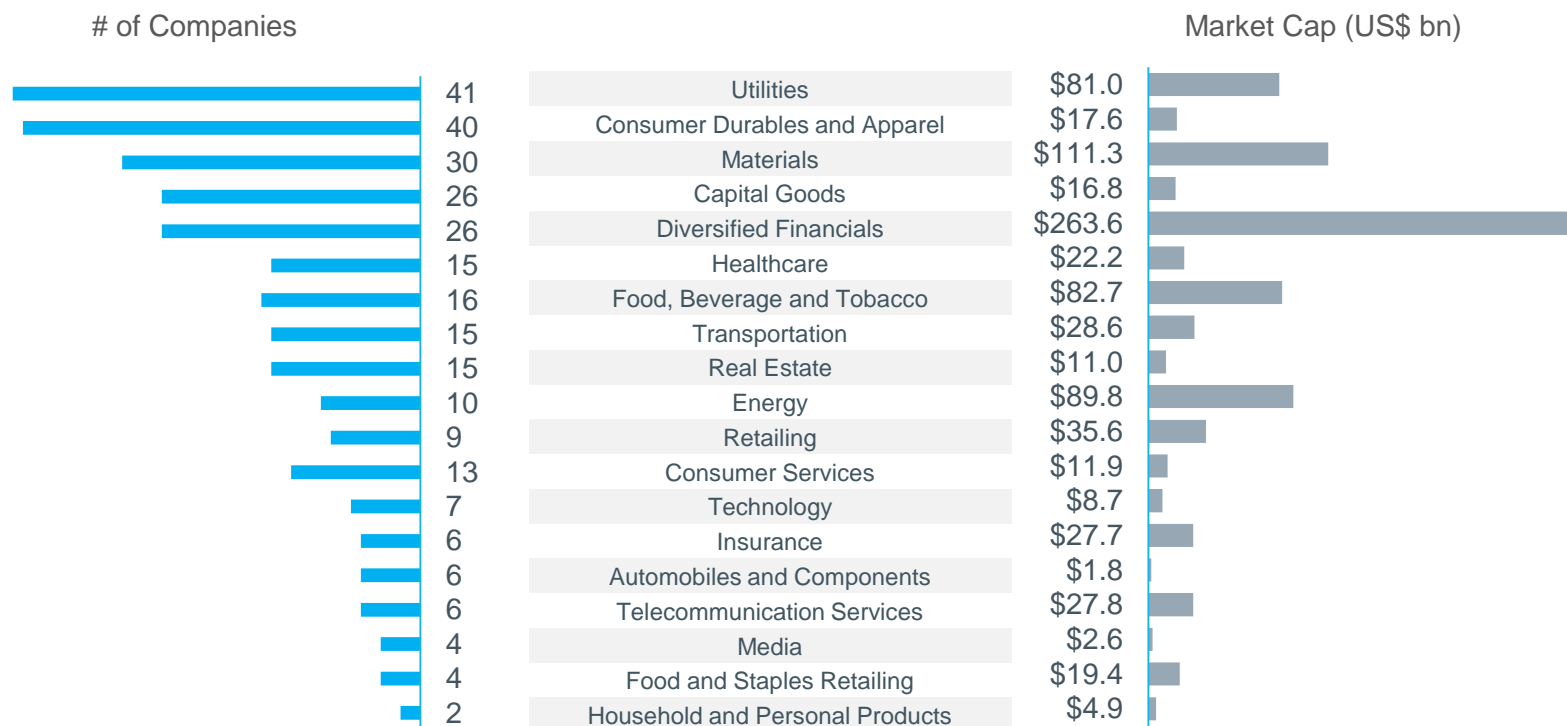 # of Companies Market Cap (US$ bn)
41 Utilities $81.0
40 Consumer Durables and Apparel $17.6
30 Materials $111.3
26 Capital Goods $16.8
26 Diversified Financials $263.6
15 Healthcare $22.2
16 Food, Beverage and Tobacco $82.7
15 Transportation $28.6
15 Real Estate $11.0
10 Energy $89.8
9 Retailing $35.6
13 Consumer Services $11.9
7 Technology $8.7
6 Insurance $27.7
6 Automobiles and Components $1.8
6 Telecommunication Services $27.8
4 Media $2.6
4 Food and Staples Retailing $19.4
2 Household and Personal Products $4.9